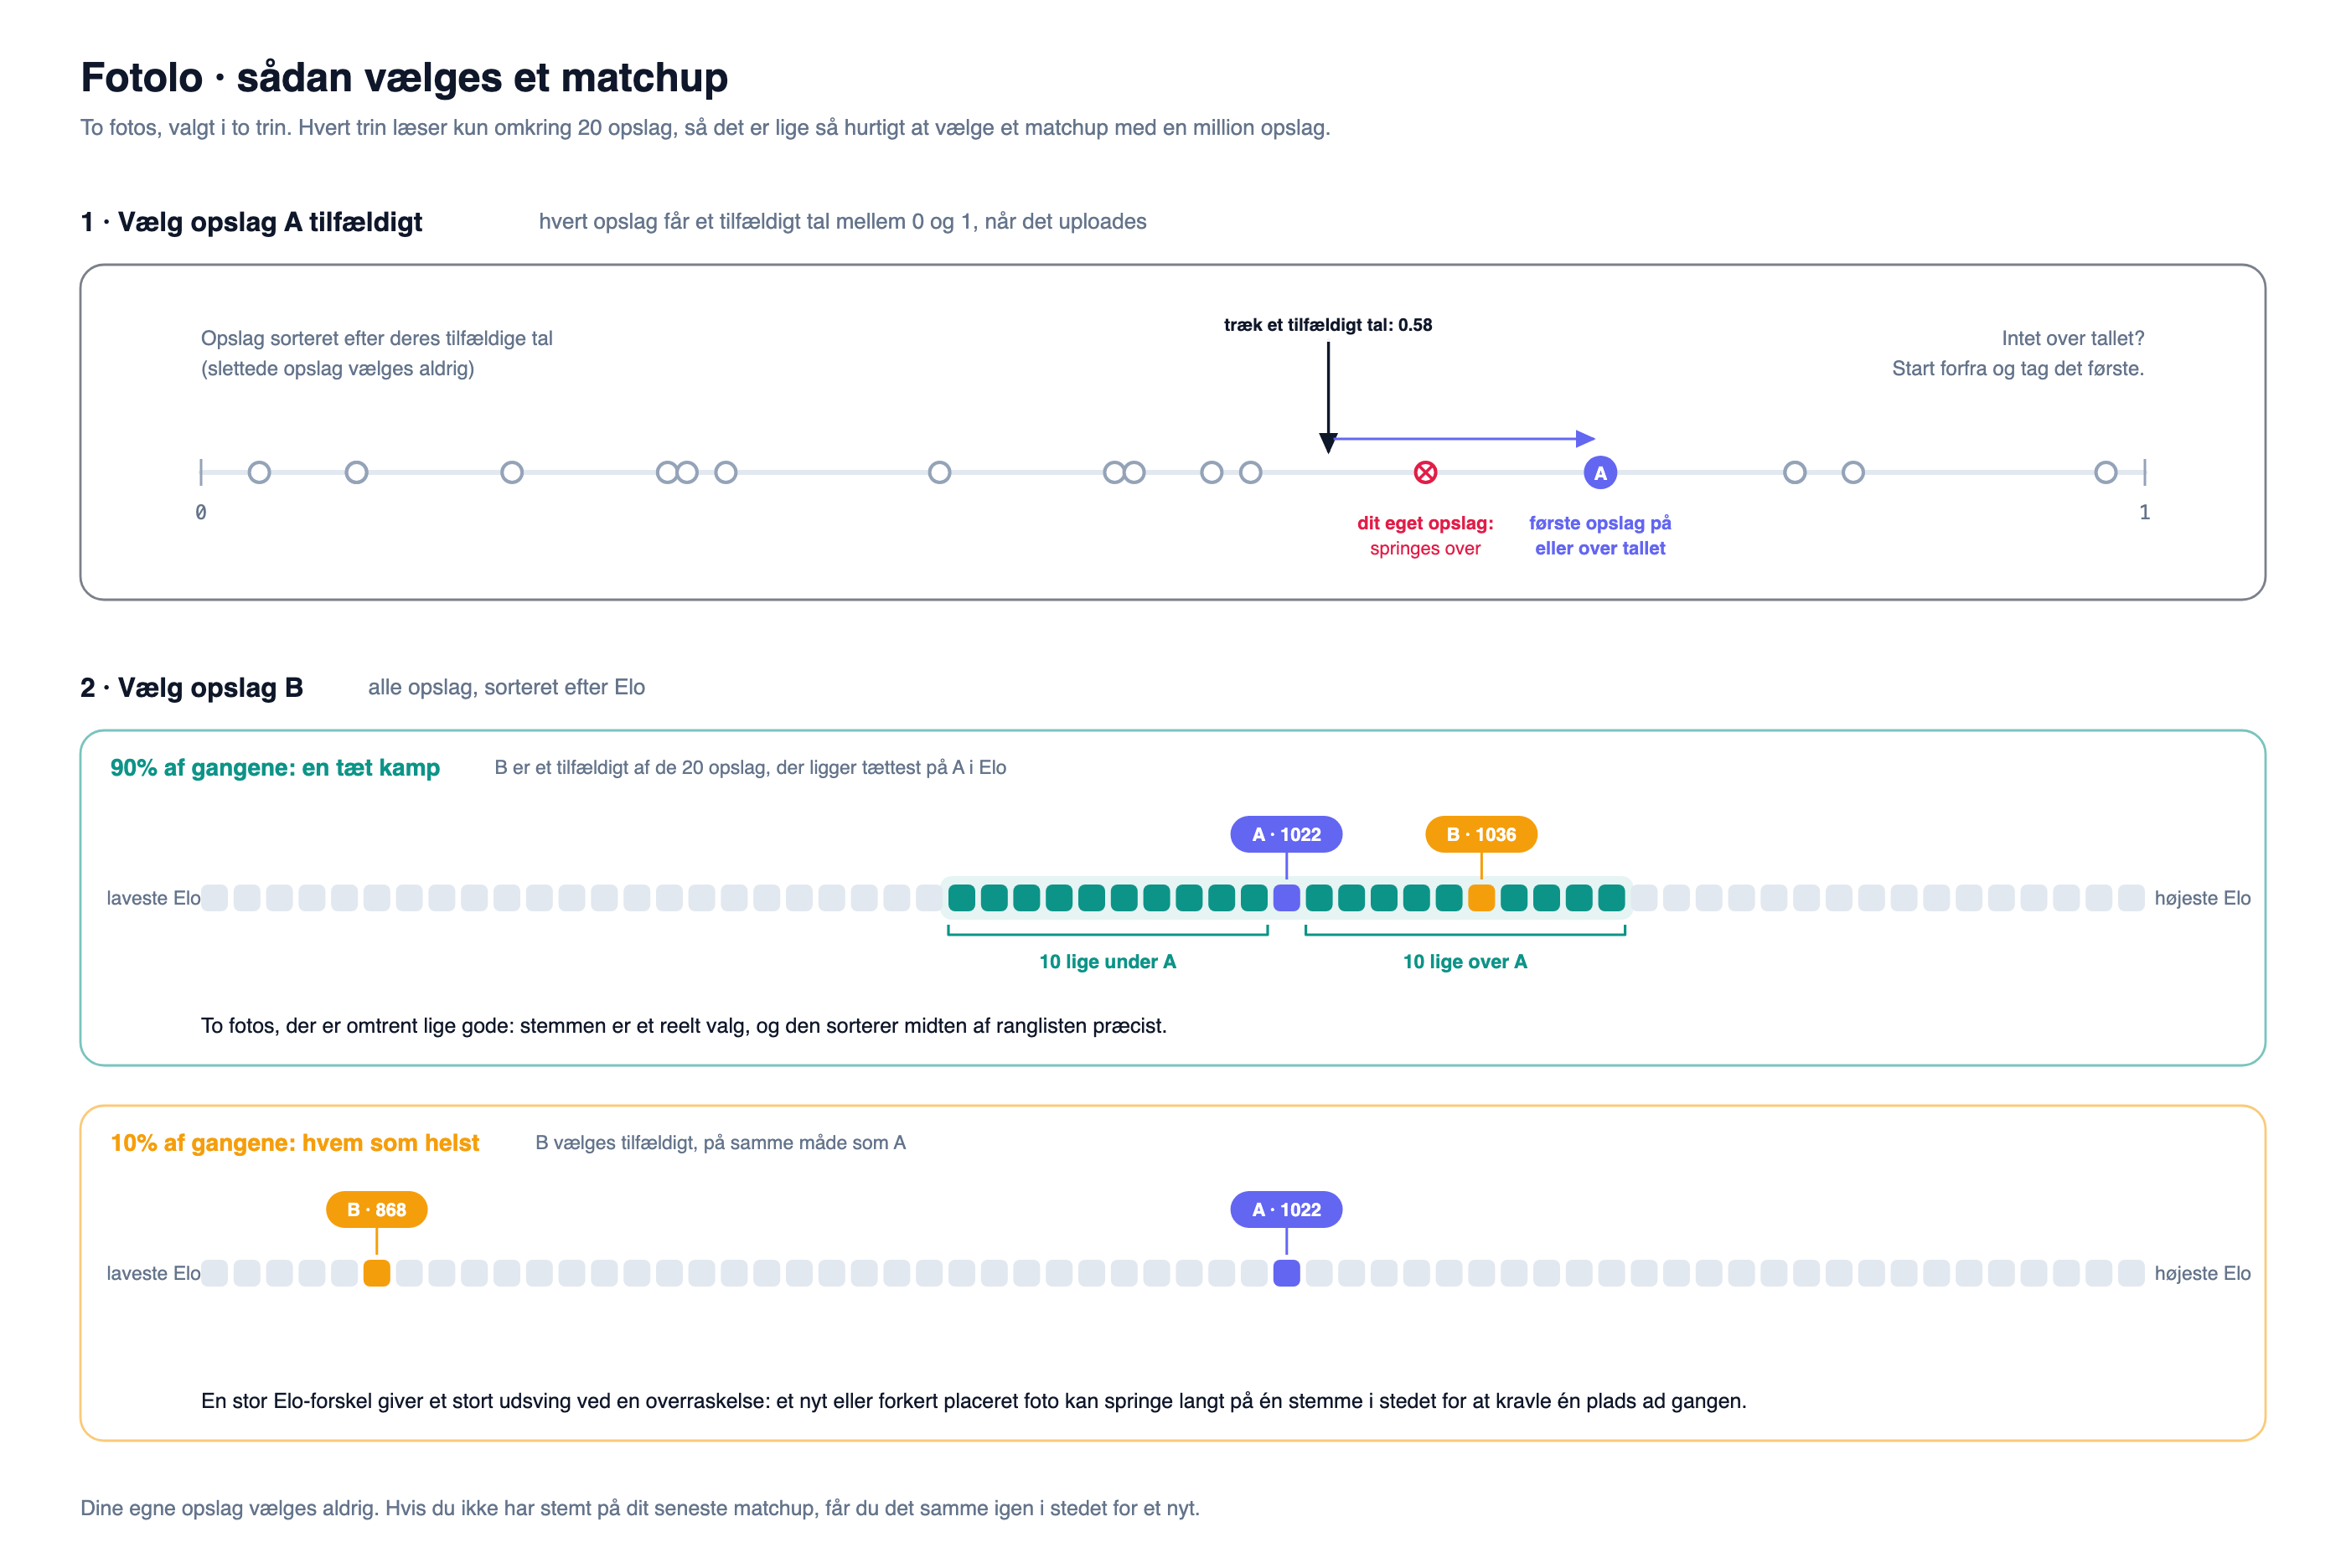 Fotolo · sådan vælges et matchup
To fotos, valgt i to trin. Hvert trin læser kun omkring 20 opslag, så det er lige så hurtigt at vælge et matchup med en million opslag.
1 · Vælg opslag A tilfældigt
hvert opslag får et tilfældigt tal mellem 0 og 1, når det uploades
Opslag sorteret efter deres tilfældige tal
(slettede opslag vælges aldrig)
træk et tilfældigt tal: 0.58
Intet over tallet?
Start forfra og tag det første.
A
0
1
dit eget opslag:
springes over
første opslag på
eller over tallet
2 · Vælg opslag B
alle opslag, sorteret efter Elo
90% af gangene: en tæt kamp
B er et tilfældigt af de 20 opslag, der ligger tættest på A i Elo
A · 1022
B · 1036
laveste Elo
højeste Elo
10 lige under A
10 lige over A
To fotos, der er omtrent lige gode: stemmen er et reelt valg, og den sorterer midten af ranglisten præcist.
10% af gangene: hvem som helst
B vælges tilfældigt, på samme måde som A
B · 868
A · 1022
laveste Elo
højeste Elo
En stor Elo-forskel giver et stort udsving ved en overraskelse: et nyt eller forkert placeret foto kan springe langt på én stemme i stedet for at kravle én plads ad gangen.
Dine egne opslag vælges aldrig. Hvis du ikke har stemt på dit seneste matchup, får du det samme igen i stedet for et nyt.